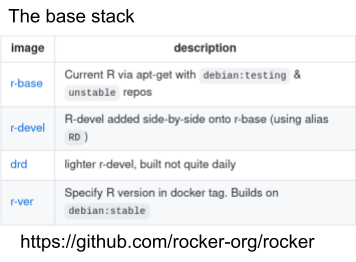 The base stack
image description
r-base Current R via apt-get with debian:testing &
unstable repos
r-devel R-devel added side-by-side onto r-base (using alias
RD )
drd lighter r-devel, built not quite daily
r-ver Specify R version in docker tag. Builds on
debian:stable
https://github.com/rocker-org/rocker